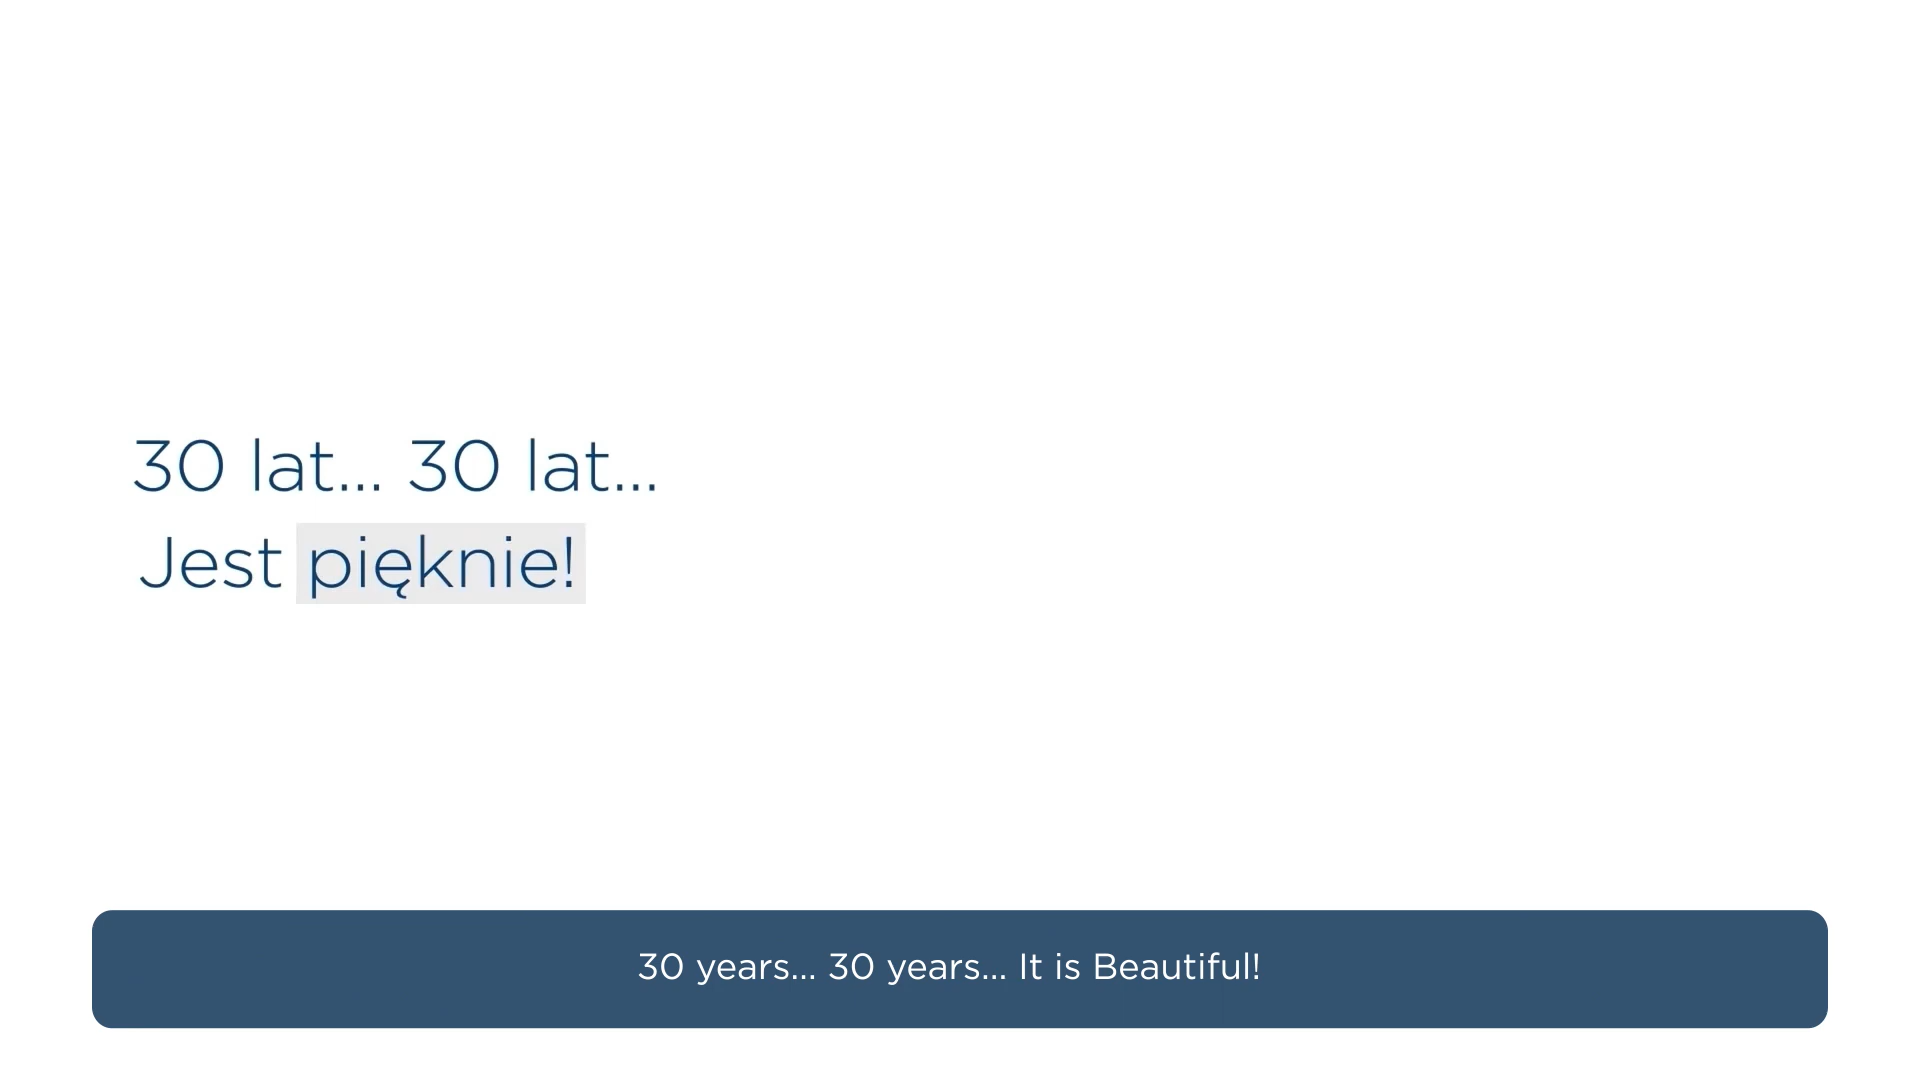 30 lat... 30 lat...
Jest pięknie!
30 years... 30 years... It is Beautiful!